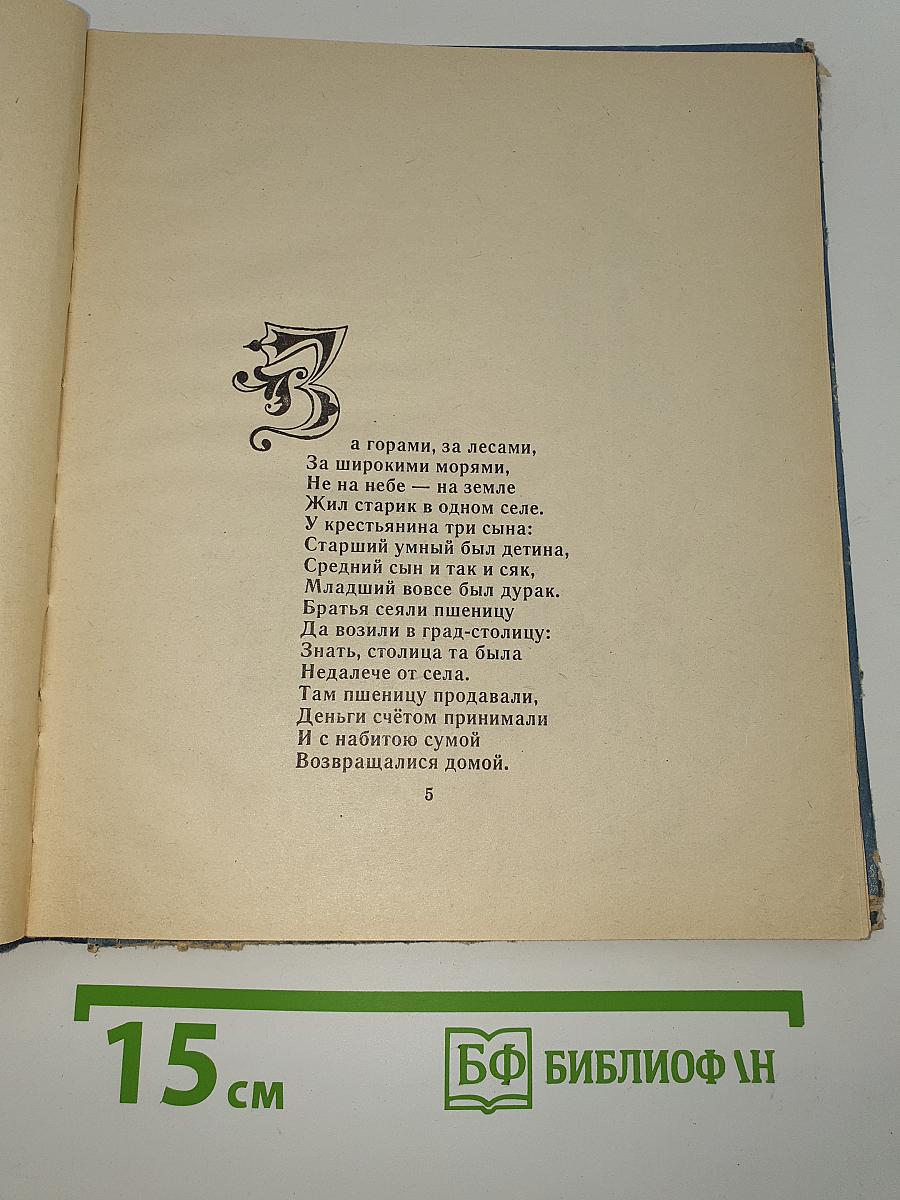 За горами, за лесами,
За широкими морями,
Не на небе — на земле
Жил старик в одном селе.
У крестьянина три сына:
Старший умный был детина,
Средний сын и так и сяк,
Младший вовсе был дурак.
Братья сеяли пшеницу
Да возили в град-столицу:
Знать, столица та была
Недалече от села.
Там пшеницу продавали,
Деньги счётом принимали
И с набитою сумой
Возвращалися домой.
5
15 см
БФ БИБЛИОФ\Н